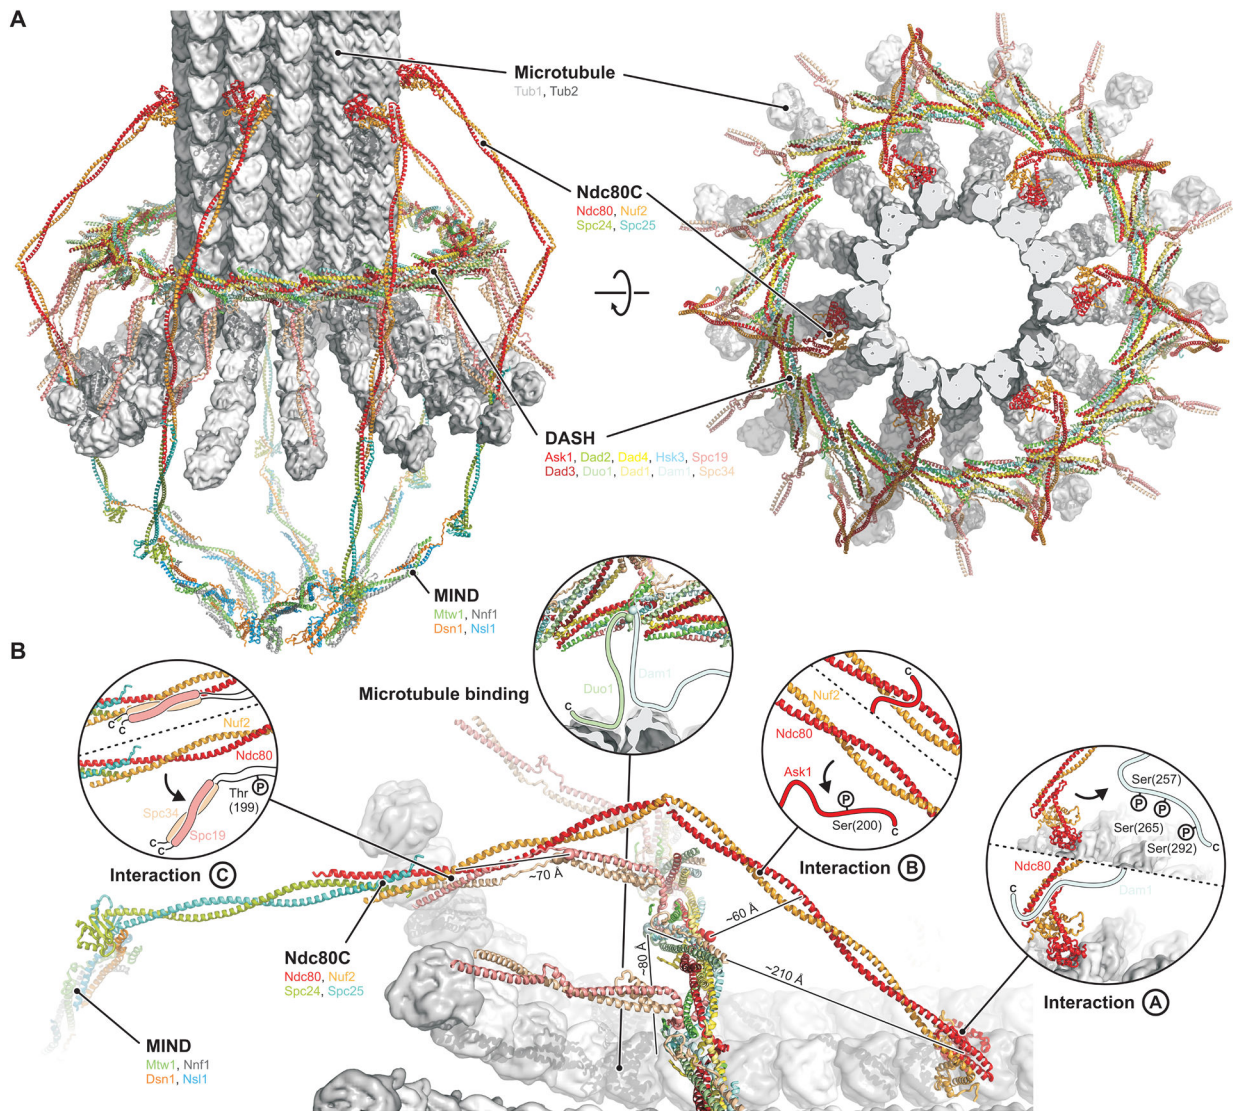 A
Microtubule
Tub1, Tub2
Ndc80C
Ndc80, Nuf2
Spc24, Spc25
DASH
Ask1, Dad2, Dad4, Hsk3, Spc19
Dad3, Duo1, Dad1, Dam1, Spc34
MIND
Mtw1, Nnf1
Dsn1, Nsl1
B
Microtubule binding
Duo1
Dam1
C
C
C
Nuf2
Ndc80
Thr
(199)
P
Spc34
Spc19
C
C
Interaction C
C
Nuf2
Ndc80
Ask1
P
Ser(200)
C
Interaction B
Ser(257)
P
P
Ser(265)
P
Ser(292)
C
Ndc80
C
Dam1
Interaction A
~70 Å
~60 Å
~80 Å
~210 Å
Ndc80C
Ndc80, Nuf2
Spc24, Spc25
MIND
Mtw1, Nnf1
Dsn1, Nsl1